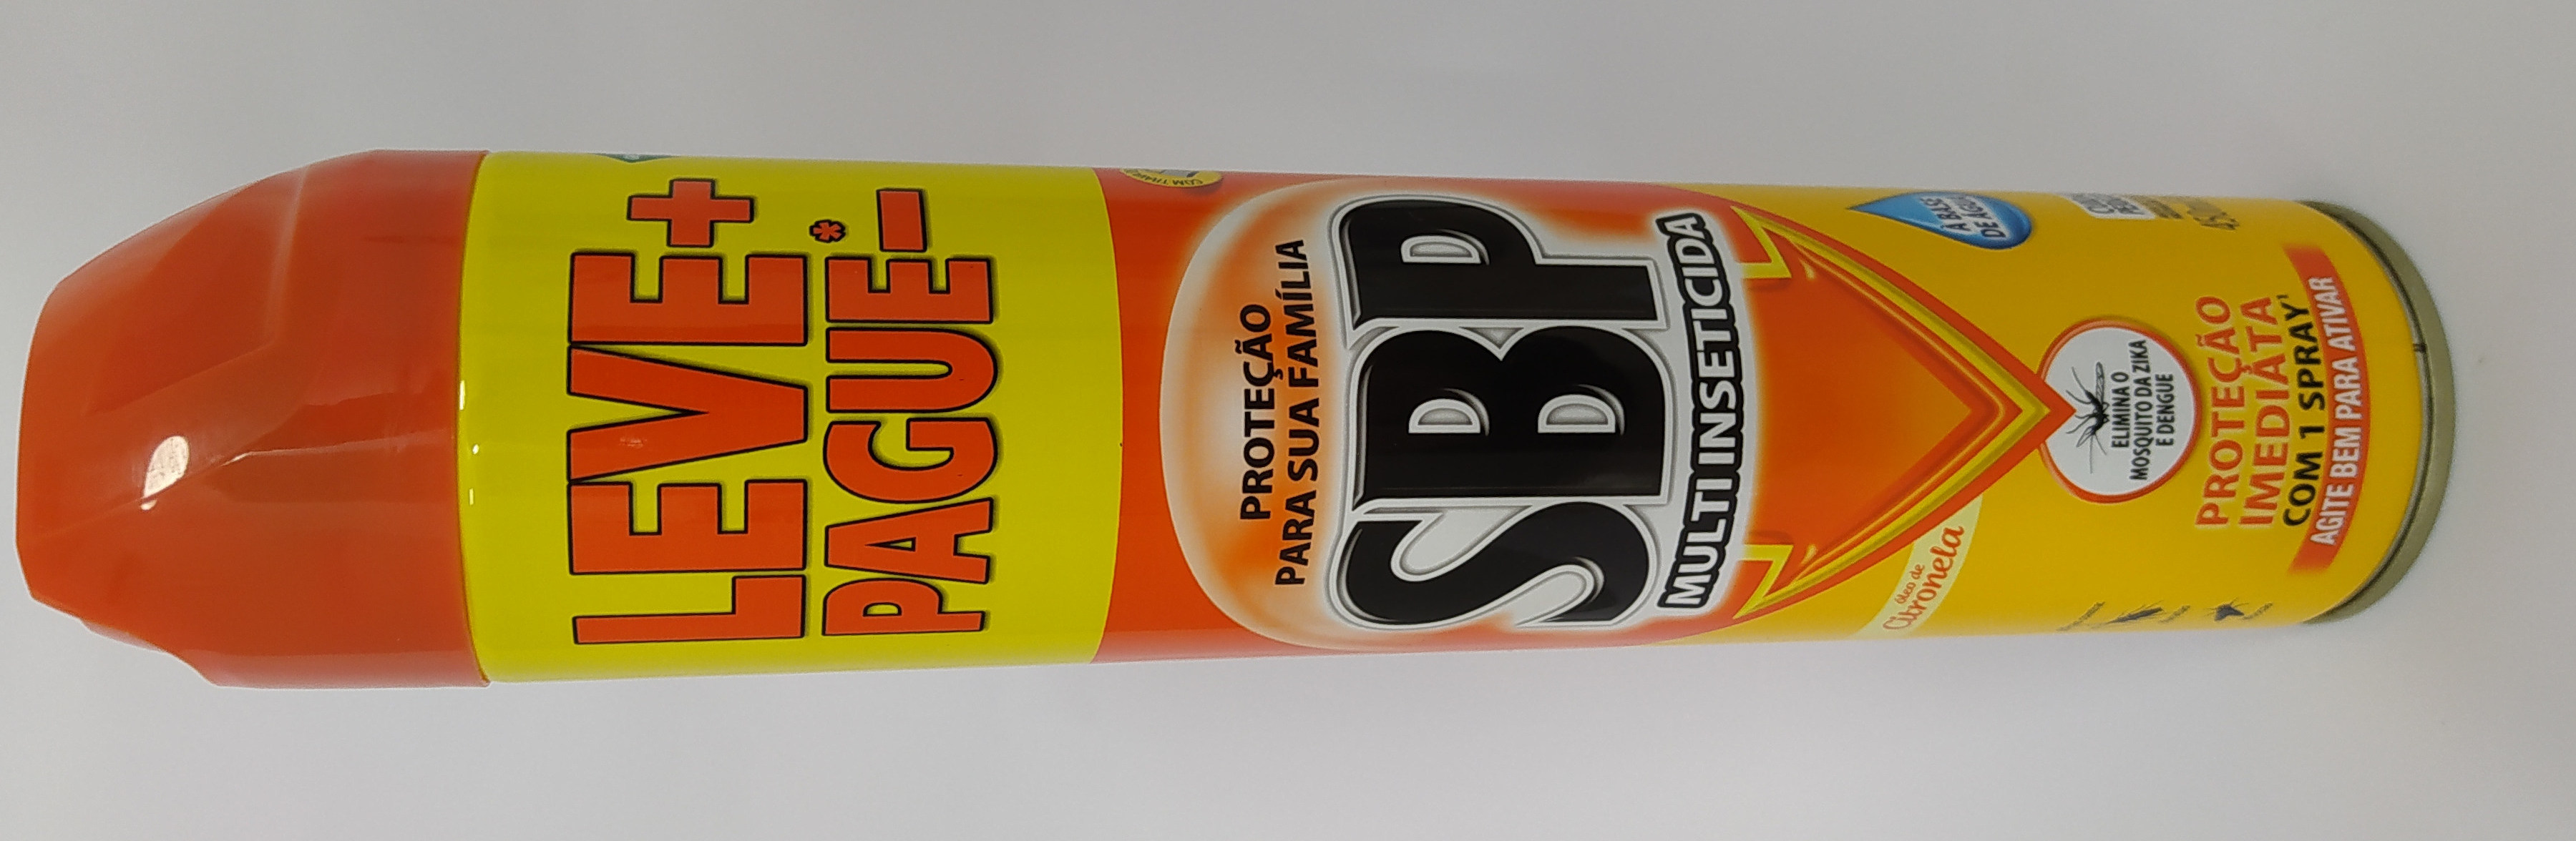 LEVE+
PAGUE-*
PROTEÇÃO
PARA SUA FAMÍLIA
SBP
MULTI INSETICIDA
óleo de
Citronela
À BASE
DE ÁGUA
ELIMINA O
MOSQUITO DA ZIKA
E DENGUE
PROTEÇÃO
IMEDIATA
COM 1 SPRAY¹
AGITE BEM PARA ATIVAR